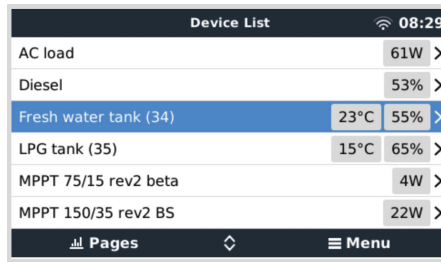 Device List 08:29
AC load 61W
Diesel 53%
Fresh water tank (34) 23°C 55%
LPG tank (35) 15°C 65%
MPPT 75/15 rev2 beta 4W
MPPT 150/35 rev2 BS 22W
Pages Menu